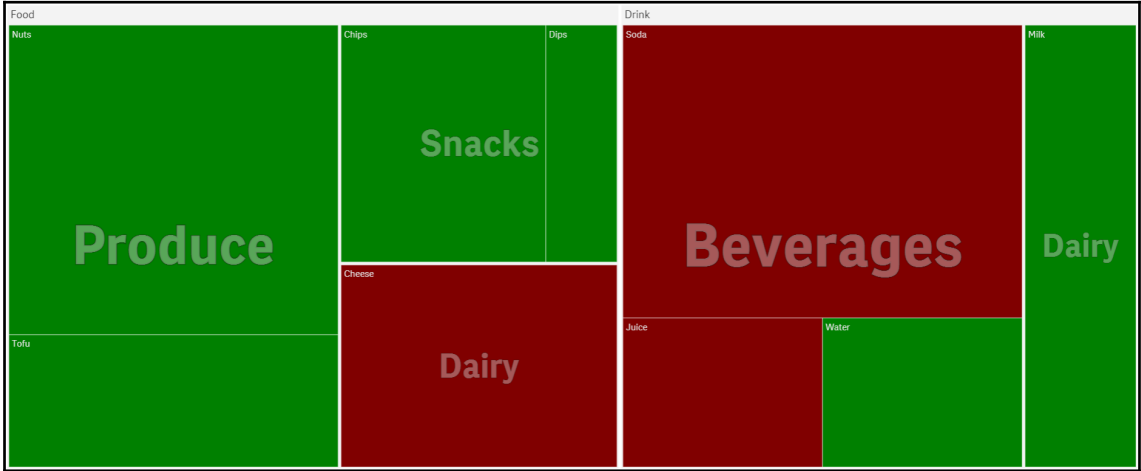 Food
Drink
Nuts
Chips
Dips
Soda
Milk
Snacks
Produce
Beverages
Dairy
Cheese
Juice
Water
Tofu
Dairy